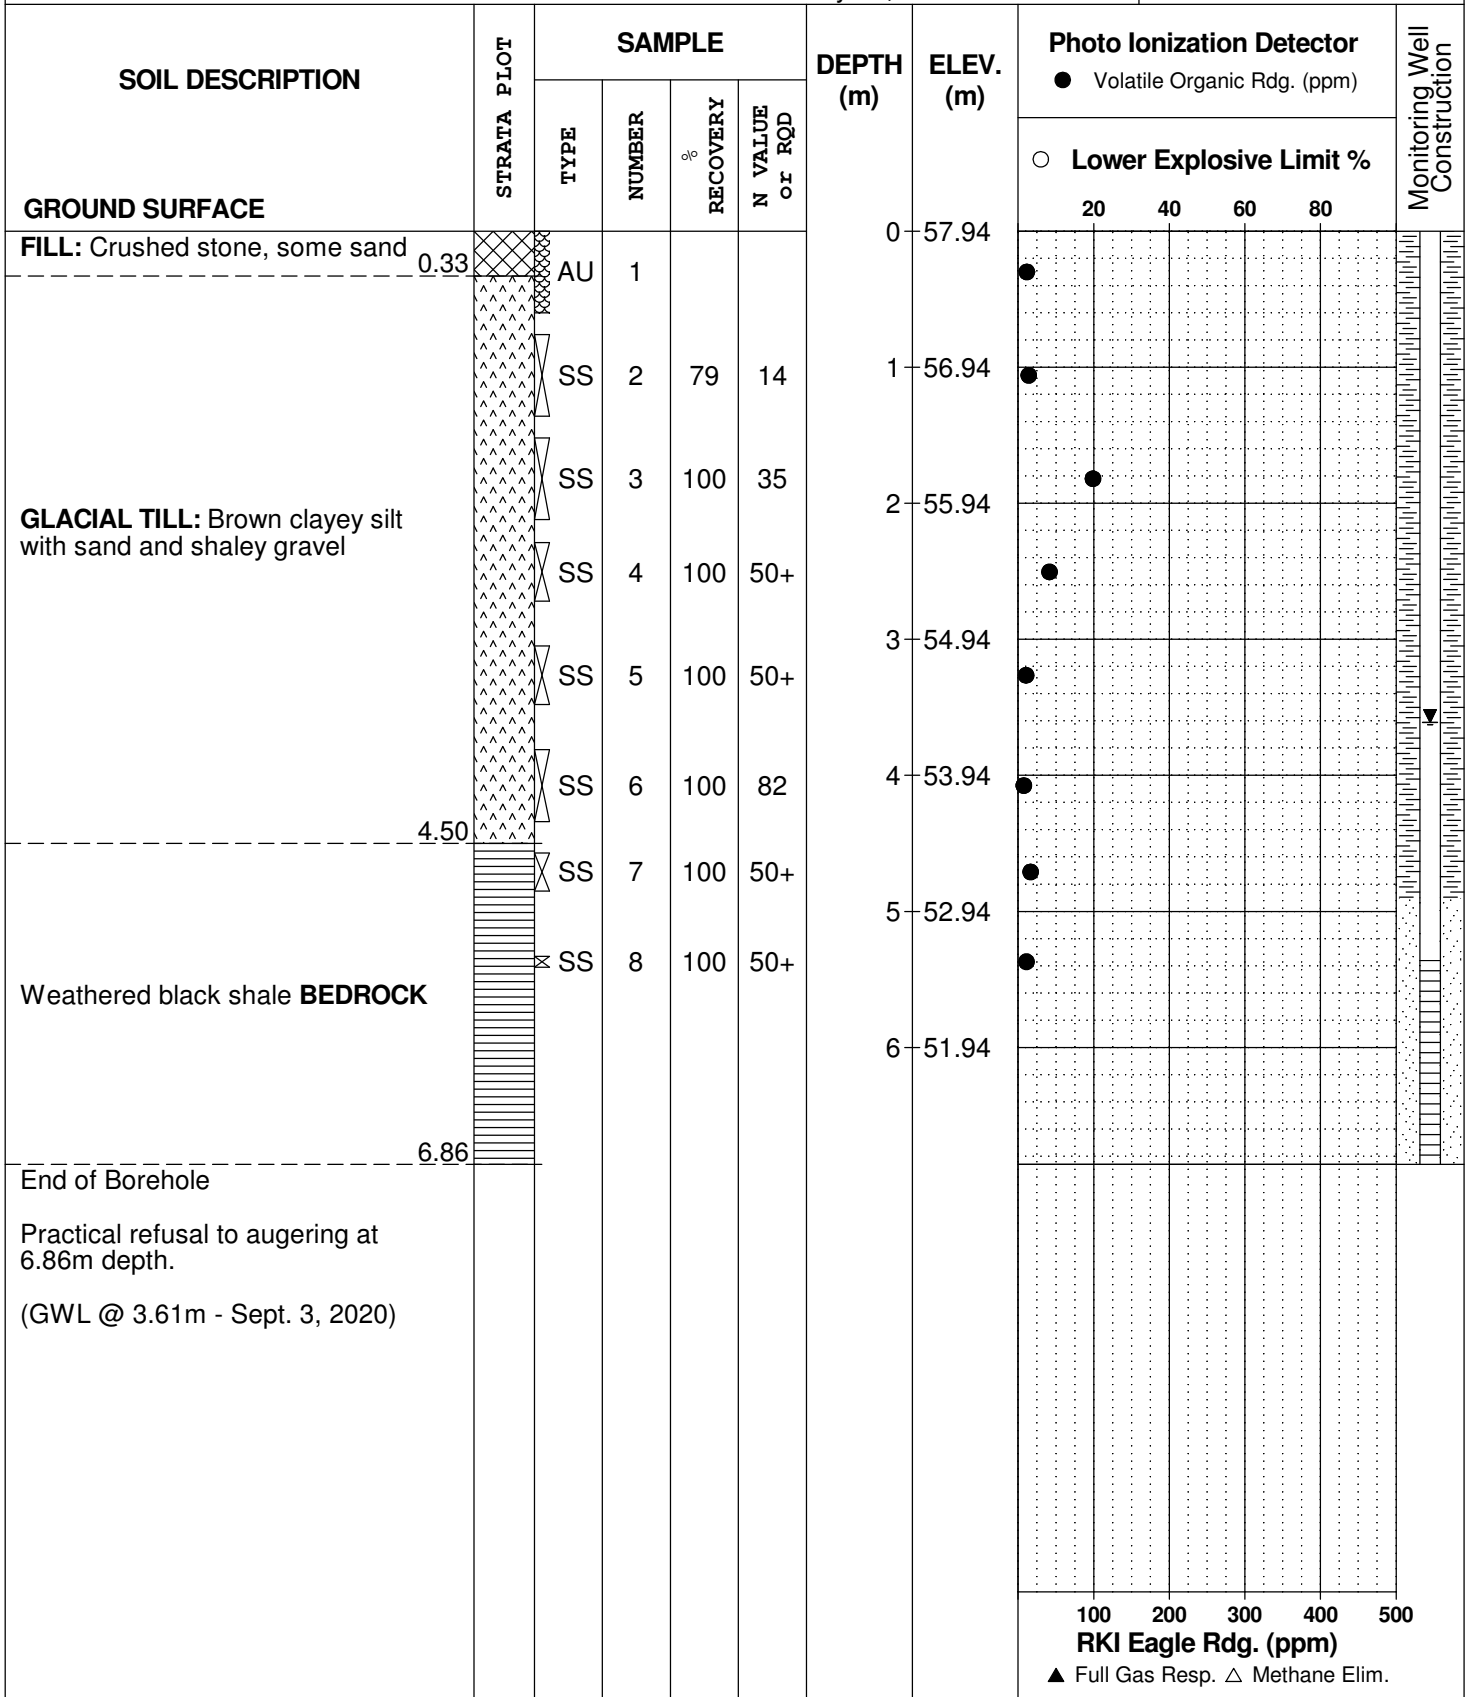 SOIL DESCRIPTION
GROUND SURFACE
STRATA PLOT
SAMPLE
TYPE
NUMBER
%
RECOVERY
N VALUE
or RQD
DEPTH
(m)
ELEV.
(m)
Photo Ionization Detector
● Volatile Organic Rdg. (ppm)
○ Lower Explosive Limit %
20 40 60 80
Monitoring Well
Construction
0 57.94
FILL: Crushed stone, some sand
0.33
AU 1
SS 2 79 14
1 56.94
SS 3 100 35
2 55.94
GLACIAL TILL: Brown clayey silt
with sand and shaley gravel
SS 4 100 50+
3 54.94
SS 5 100 50+
4 53.94
SS 6 100 82
4.50
SS 7 100 50+
5 52.94
SS 8 100 50+
Weathered black shale BEDROCK
6 51.94
6.86
End of Borehole
Practical refusal to augering at
6.86m depth.
(GWL @ 3.61m - Sept. 3, 2020)
100 200 300 400 500
RKI Eagle Rdg. (ppm)
▲ Full Gas Resp. △ Methane Elim.